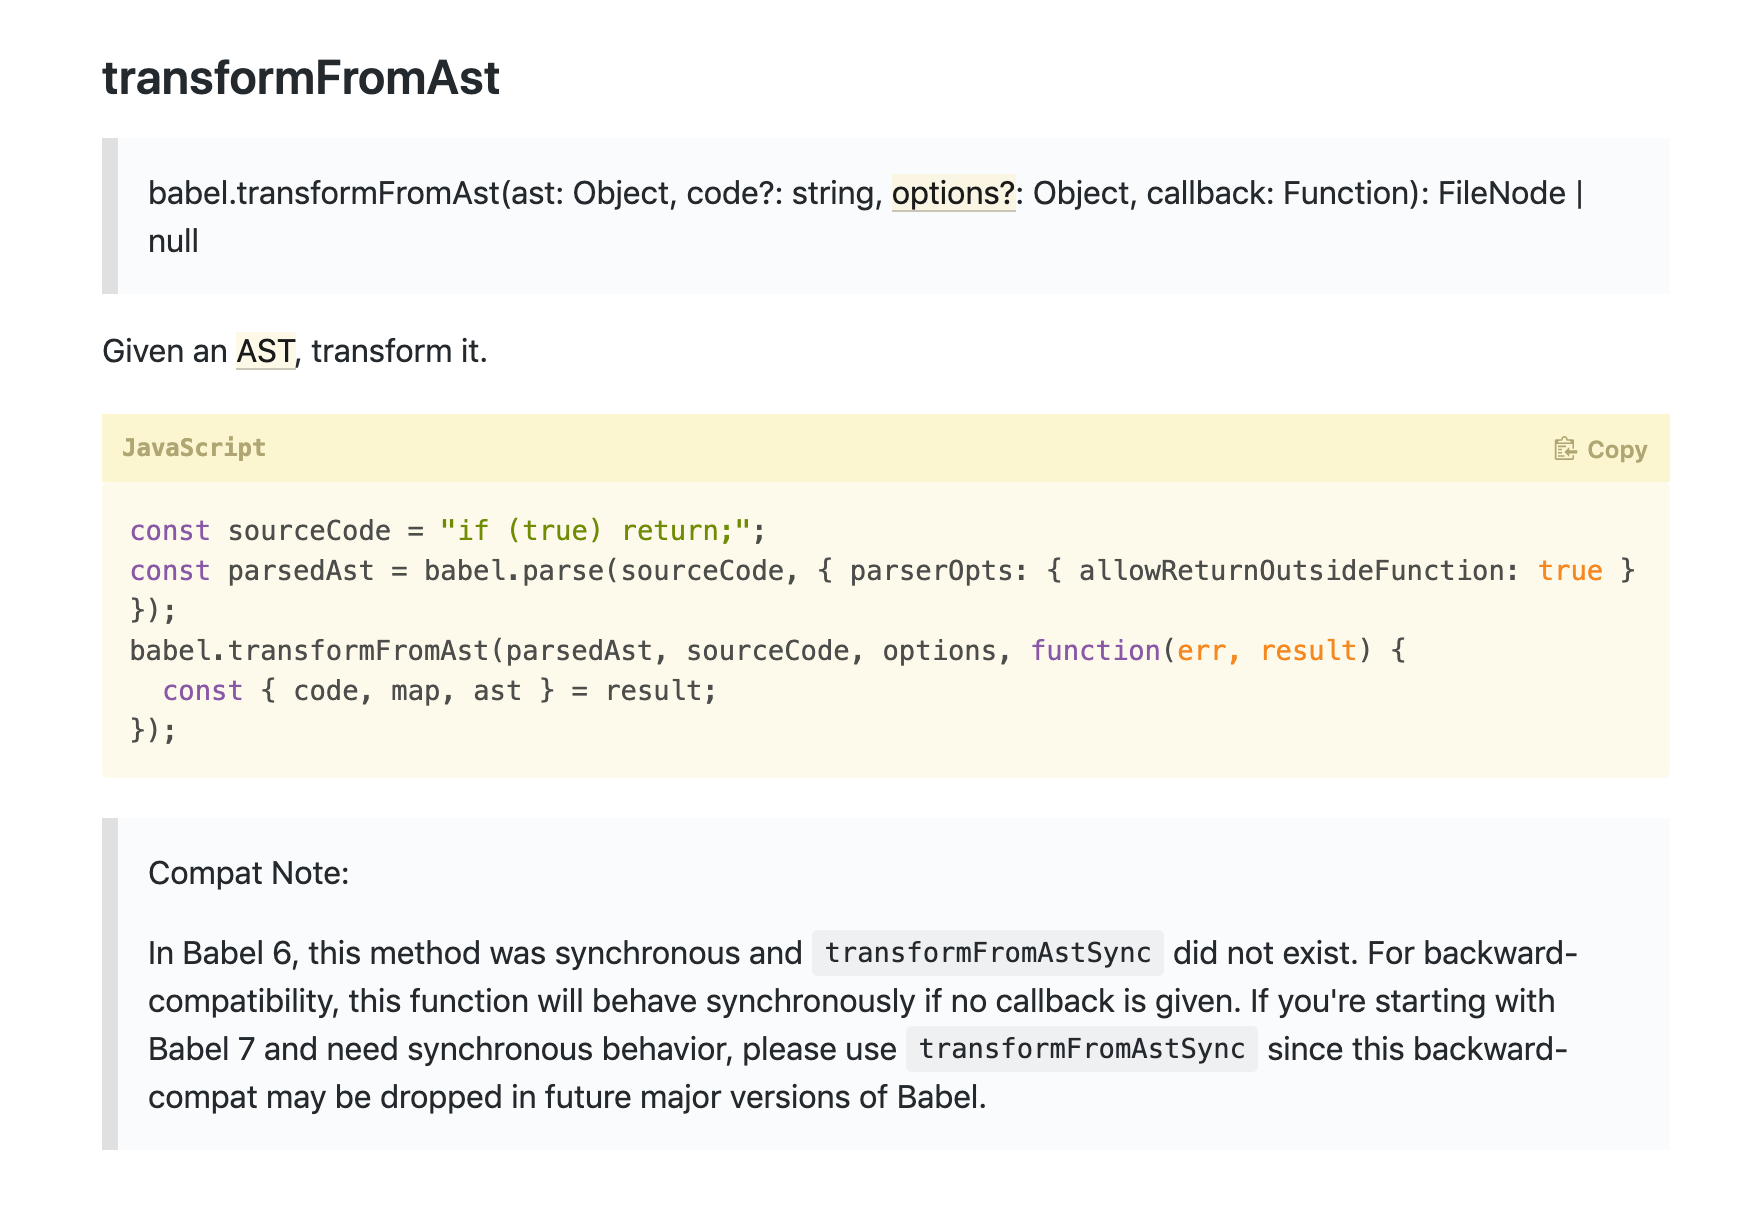 transformFromAst
babel.transformFromAst(ast: Object, code?: string, options?: Object, callback: Function): FileNode |
null
Given an AST, transform it.
JavaScript
Copy
const sourceCode = "if (true) return;";
const parsedAst = babel.parse(sourceCode, { parserOpts: { allowReturnOutsideFunction: true }
});
babel.transformFromAst(parsedAst, sourceCode, options, function(err, result) {
  const { code, map, ast } = result;
});
Compat Note:
In Babel 6, this method was synchronous and transformFromAstSync did not exist. For backward-
compatibility, this function will behave synchronously if no callback is given. If you're starting with
Babel 7 and need synchronous behavior, please use transformFromAstSync since this backward-
compat may be dropped in future major versions of Babel.